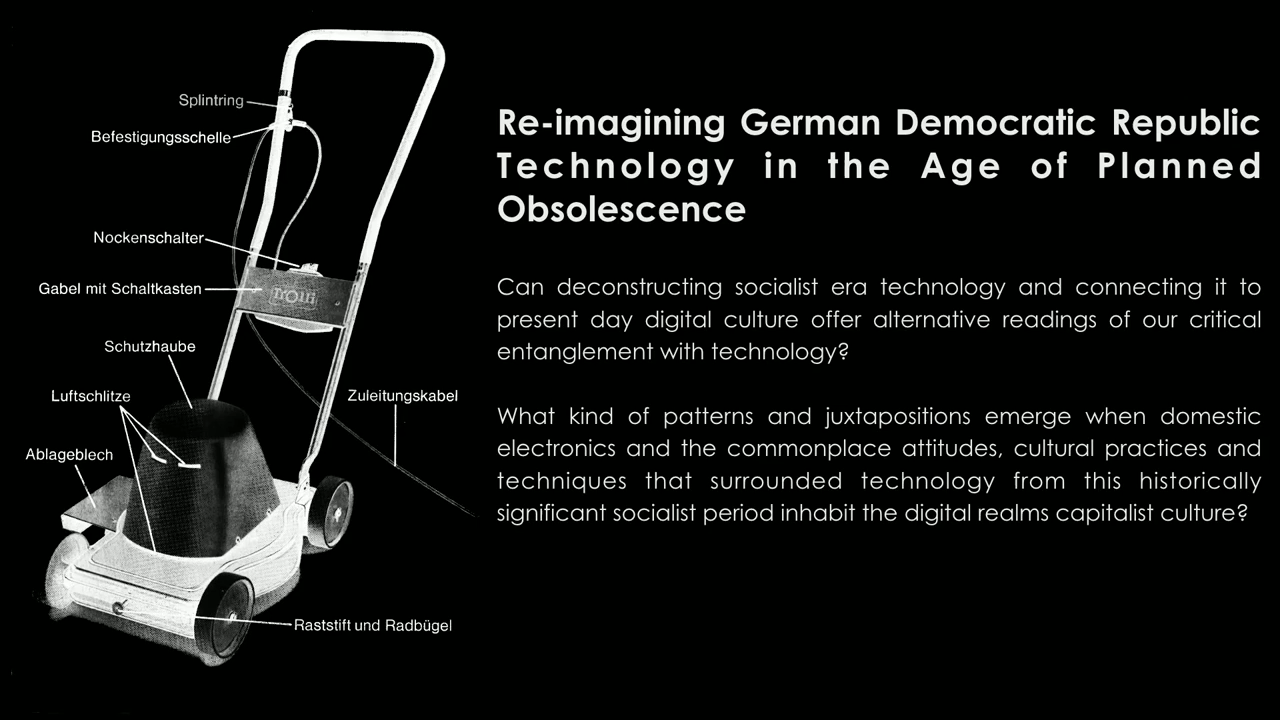 Splintring
Befestigungsschelle
Nockenschalter
Gabel mit Schaltkasten
Trolli
Schutzhaube
Luftschlitze
Zuleitungskabel
Ablageblech
Raststift und Radbügel
Re-imagining German Democratic Republic
Technology in the Age of Planned
Obsolescence
Can deconstructing socialist era technology and connecting it to
present day digital culture offer alternative readings of our critical
entanglement with technology?
What kind of patterns and juxtapositions emerge when domestic
electronics and the commonplace attitudes, cultural practices and
techniques that surrounded technology from this historically
significant socialist period inhabit the digital realms capitalist culture?